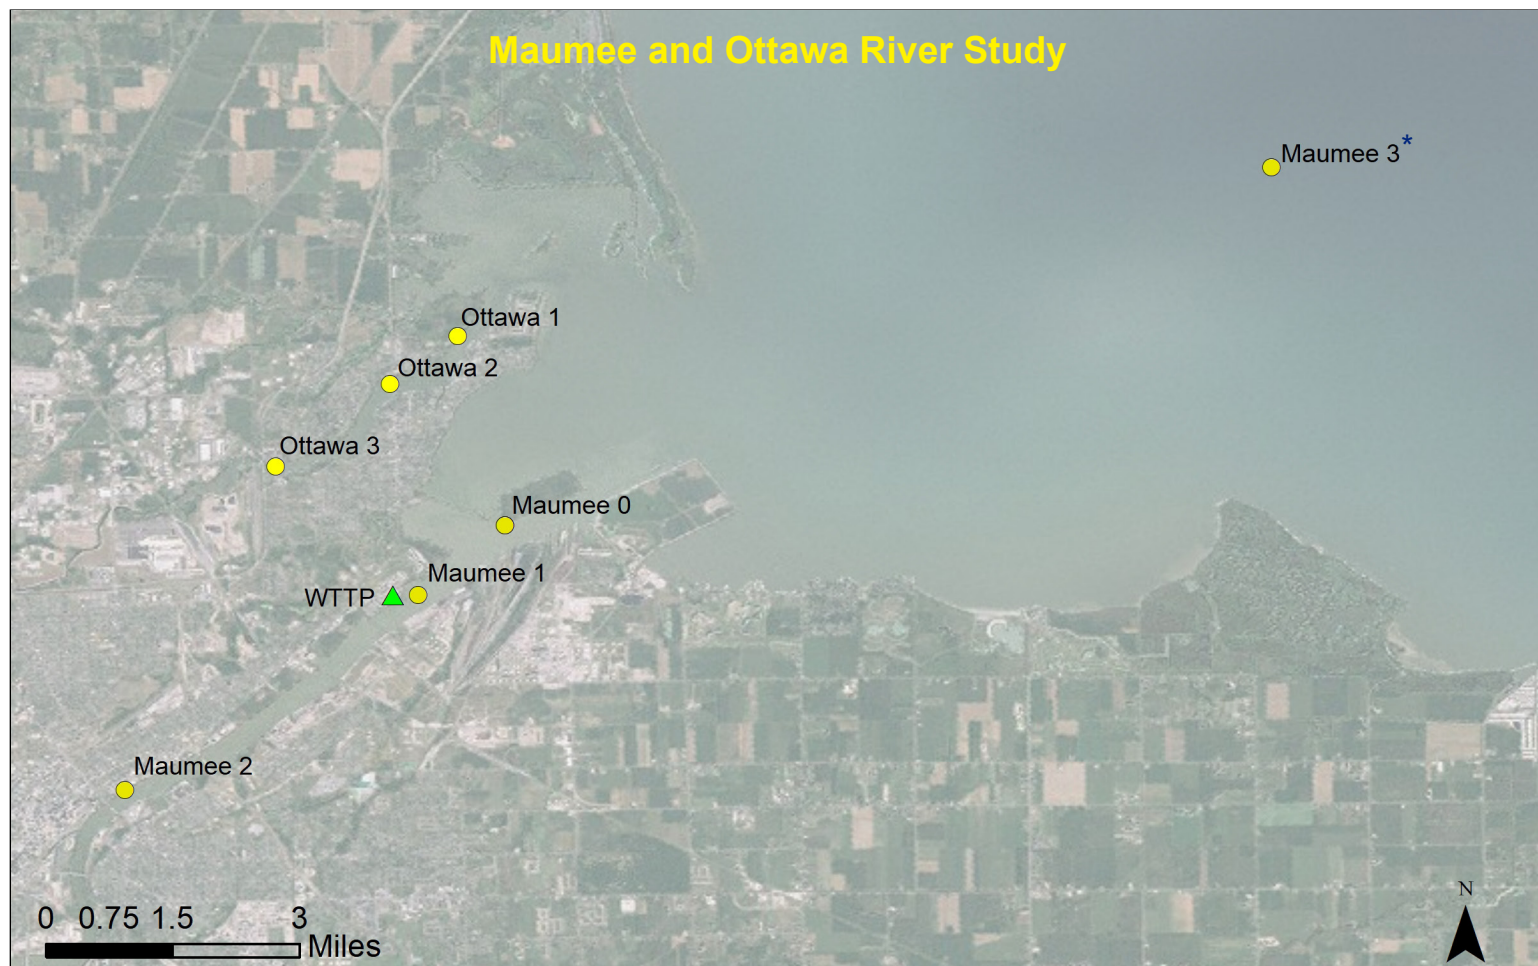 Maumee and Ottawa River Study
Maumee 3*
Ottawa 1
Ottawa 2
Ottawa 3
Maumee 0
Maumee 1
WTTP
Maumee 2
N
0 0.75 1.5 3
Miles